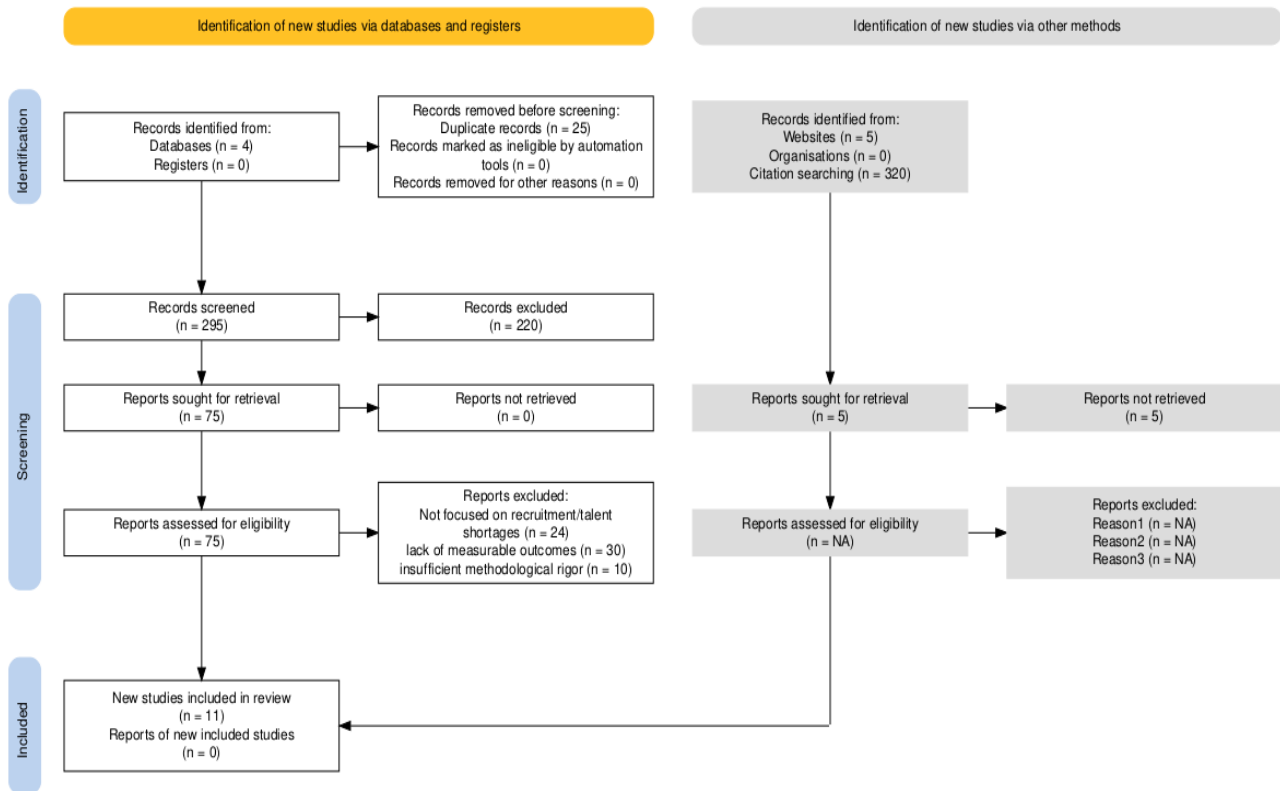 Identification of new studies via databases and registers
Identification of new studies via other methods
Identification
Records identified from:
Databases (n = 4)
Registers (n = 0)
Records removed before screening:
Duplicate records (n = 25)
Records marked as ineligible by automation
tools (n = 0)
Records removed for other reasons (n = 0)
Records identified from:
Websites (n = 5)
Organisations (n = 0)
Citation searching (n = 320)
Screening
Records screened
(n = 295)
Records excluded
(n = 220)
Reports sought for retrieval
(n = 75)
Reports not retrieved
(n = 0)
Reports sought for retrieval
(n = 5)
Reports not retrieved
(n = 5)
Reports assessed for eligibility
(n = 75)
Reports excluded:
Not focused on recruitment/talent
shortages (n = 24)
lack of measurable outcomes (n = 30)
insufficient methodological rigor (n = 10)
Reports assessed for eligibility
(n = NA)
Reports excluded:
Reason1 (n = NA)
Reason2 (n = NA)
Reason3 (n = NA)
Included
New studies included in review
(n = 11)
Reports of new included studies
(n = 0)